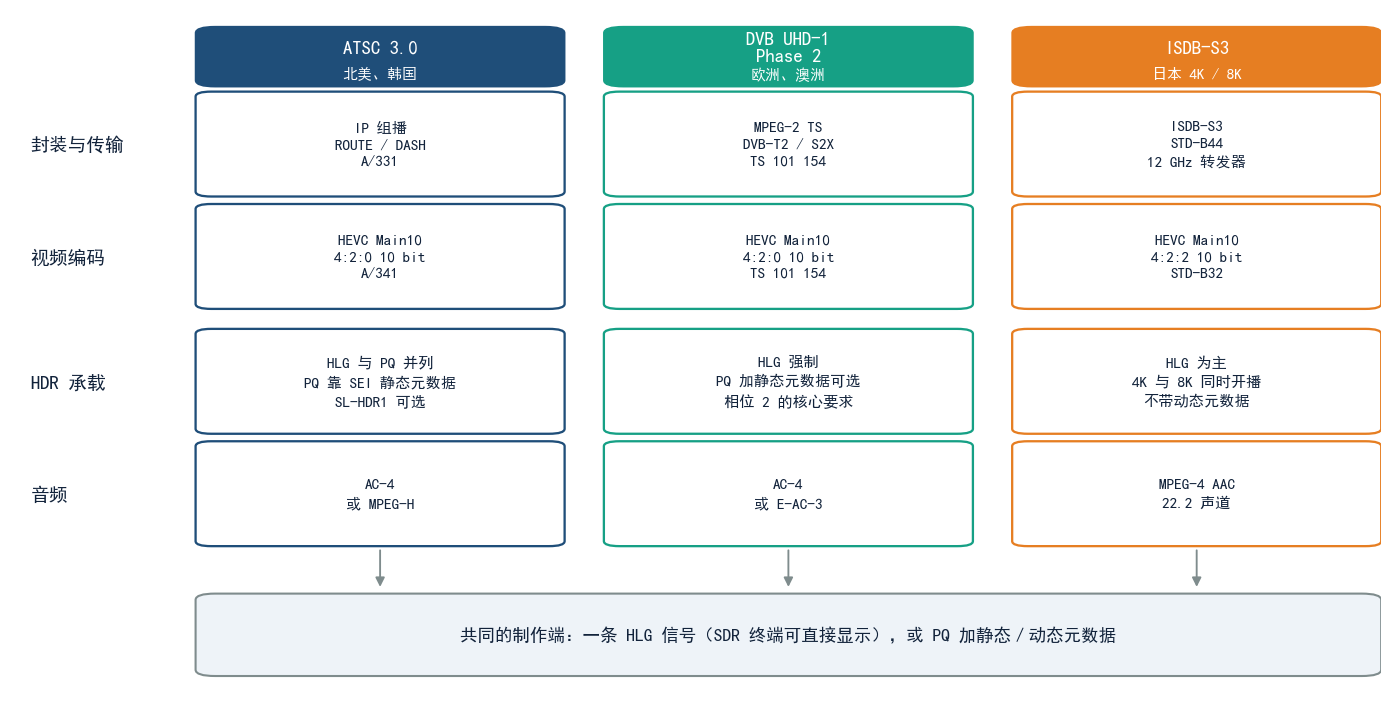 ATSC 3.0
北美、韩国
DVB UHD-1
Phase 2
欧洲、澳洲
ISDB-S3
日本 4K / 8K
封装与传输
IP 组播
ROUTE / DASH
A/331
MPEG-2 TS
DVB-T2 / S2X
TS 101 154
ISDB-S3
STD-B44
12 GHz 转发器
视频编码
HEVC Main10
4:2:0 10 bit
A/341
HEVC Main10
4:2:0 10 bit
TS 101 154
HEVC Main10
4:2:2 10 bit
STD-B32
HDR 承载
HLG 与 PQ 并列
PQ 靠 SEI 静态元数据
SL-HDR1 可选
HLG 强制
PQ 加静态元数据可选
相位 2 的核心要求
HLG 为主
4K 与 8K 同时开播
不带动态元数据
音频
AC-4
或 MPEG-H
AC-4
或 E-AC-3
MPEG-4 AAC
22.2 声道
共同的制作端：一条 HLG 信号（SDR 终端可直接显示），或 PQ 加静态 / 动态元数据